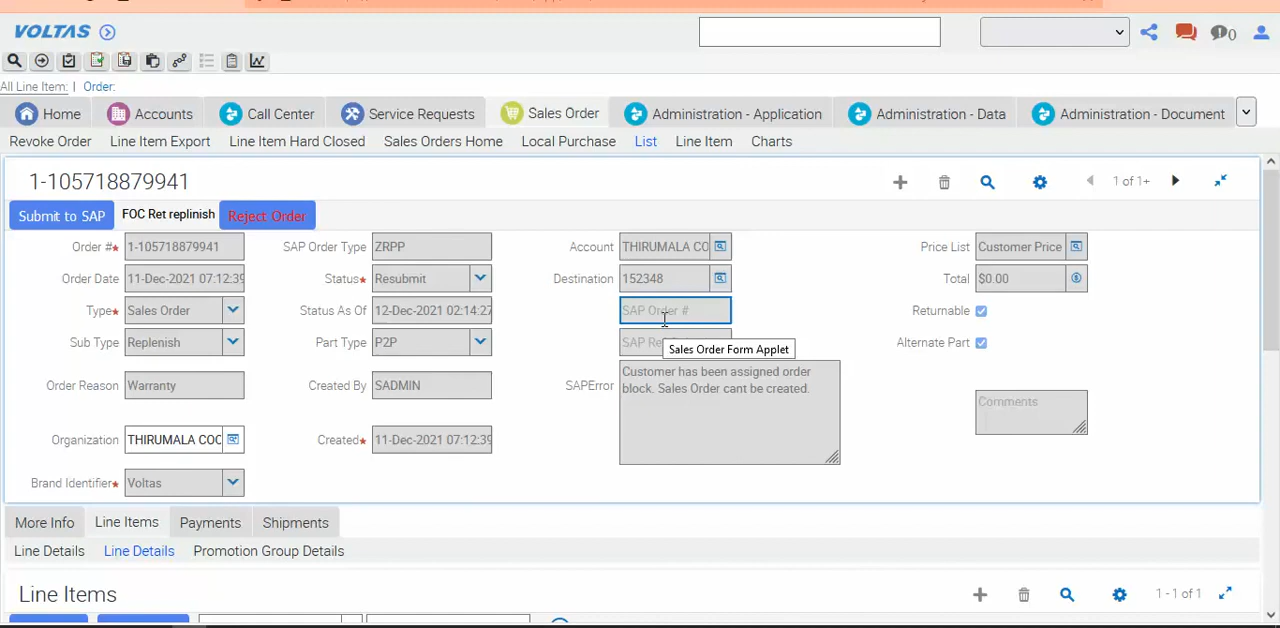 VOLTAS
0
All Line Item: | Order:
Home Accounts Call Center Service Requests Sales Order Administration - Application Administration - Data Administration - Document
Revoke Order Line Item Export Line Item Hard Closed Sales Orders Home Local Purchase List Line Item Charts
1-105718879941 1 of 1+
Submit to SAP FOC Ret replenish Reject Order
Order #* 1-105718879941 SAP Order Type ZRPP Account THIRUMALA CO Price List Customer Price
Order Date 11-Dec-2021 07:12:39 Status* Resubmit Destination 152348 Total $0.00
Type* Sales Order Status As Of 12-Dec-2021 02:14:27 SAP Order # Returnable
Sub Type Replenish Part Type P2P SAP Re Alternate Part
Sales Order Form Applet
Order Reason Warranty Created By SADMIN SAPError Customer has been assigned order
block. Sales Order cant be created.
Comments
Organization THIRUMALA COC Created* 11-Dec-2021 07:12:39
Brand Identifier* Voltas
More Info Line Items Payments Shipments
Line Details Line Details Promotion Group Details
Line Items 1 - 1 of 1